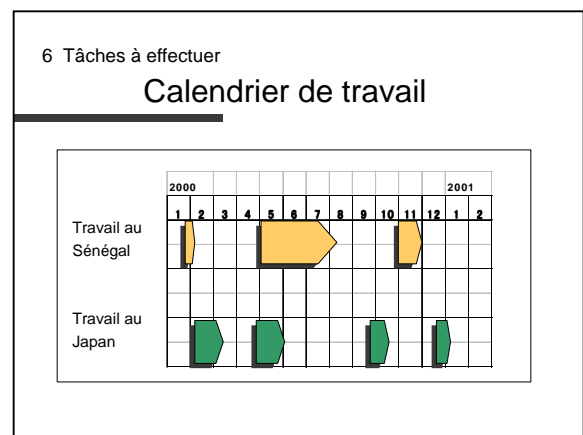 6 Tâches à effectuer
Calendrier de travail
2000 2001
1 2 3 4 5 6 7 8 9 10 11 12 1 2
Travail au
Sénégal
Travail au
Japan